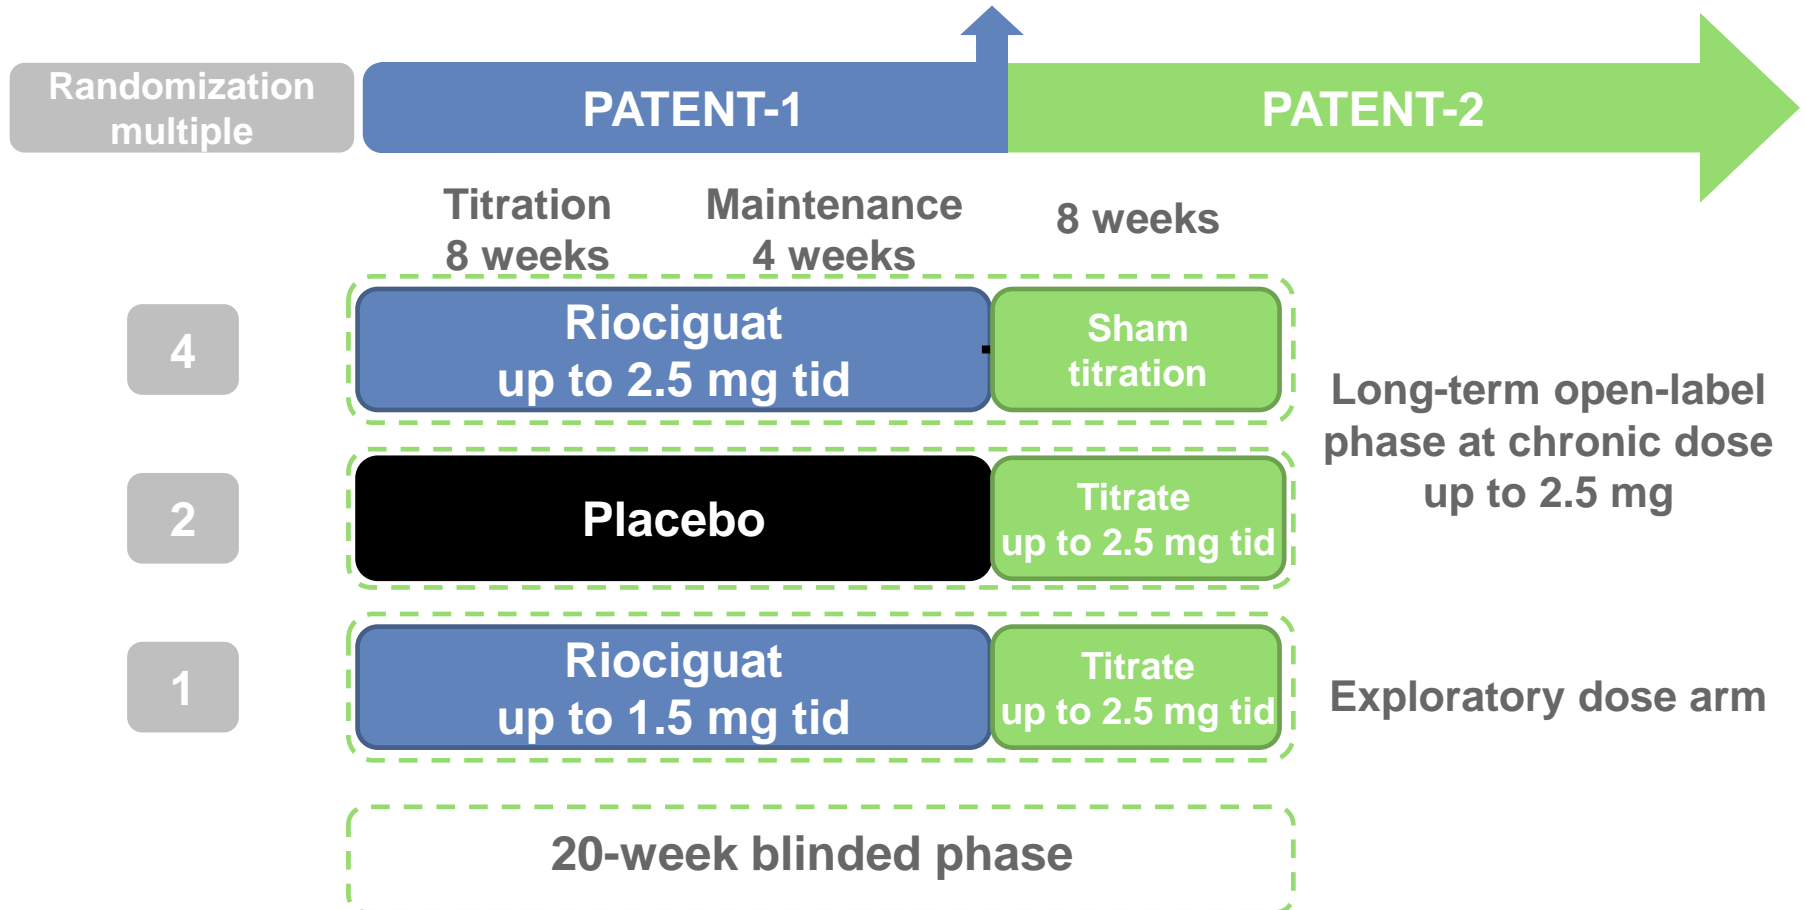 Randomization
multiple
PATENT-1
PATENT-2
Titration
8 weeks
Maintenance
4 weeks
8 weeks
4
Riociguat
up to 2.5 mg tid
Sham
titration
Long-term open-label
phase at chronic dose
up to 2.5 mg
2
Placebo
Titrate
up to 2.5 mg tid
1
Riociguat
up to 1.5 mg tid
Titrate
up to 2.5 mg tid
Exploratory dose arm
20-week blinded phase